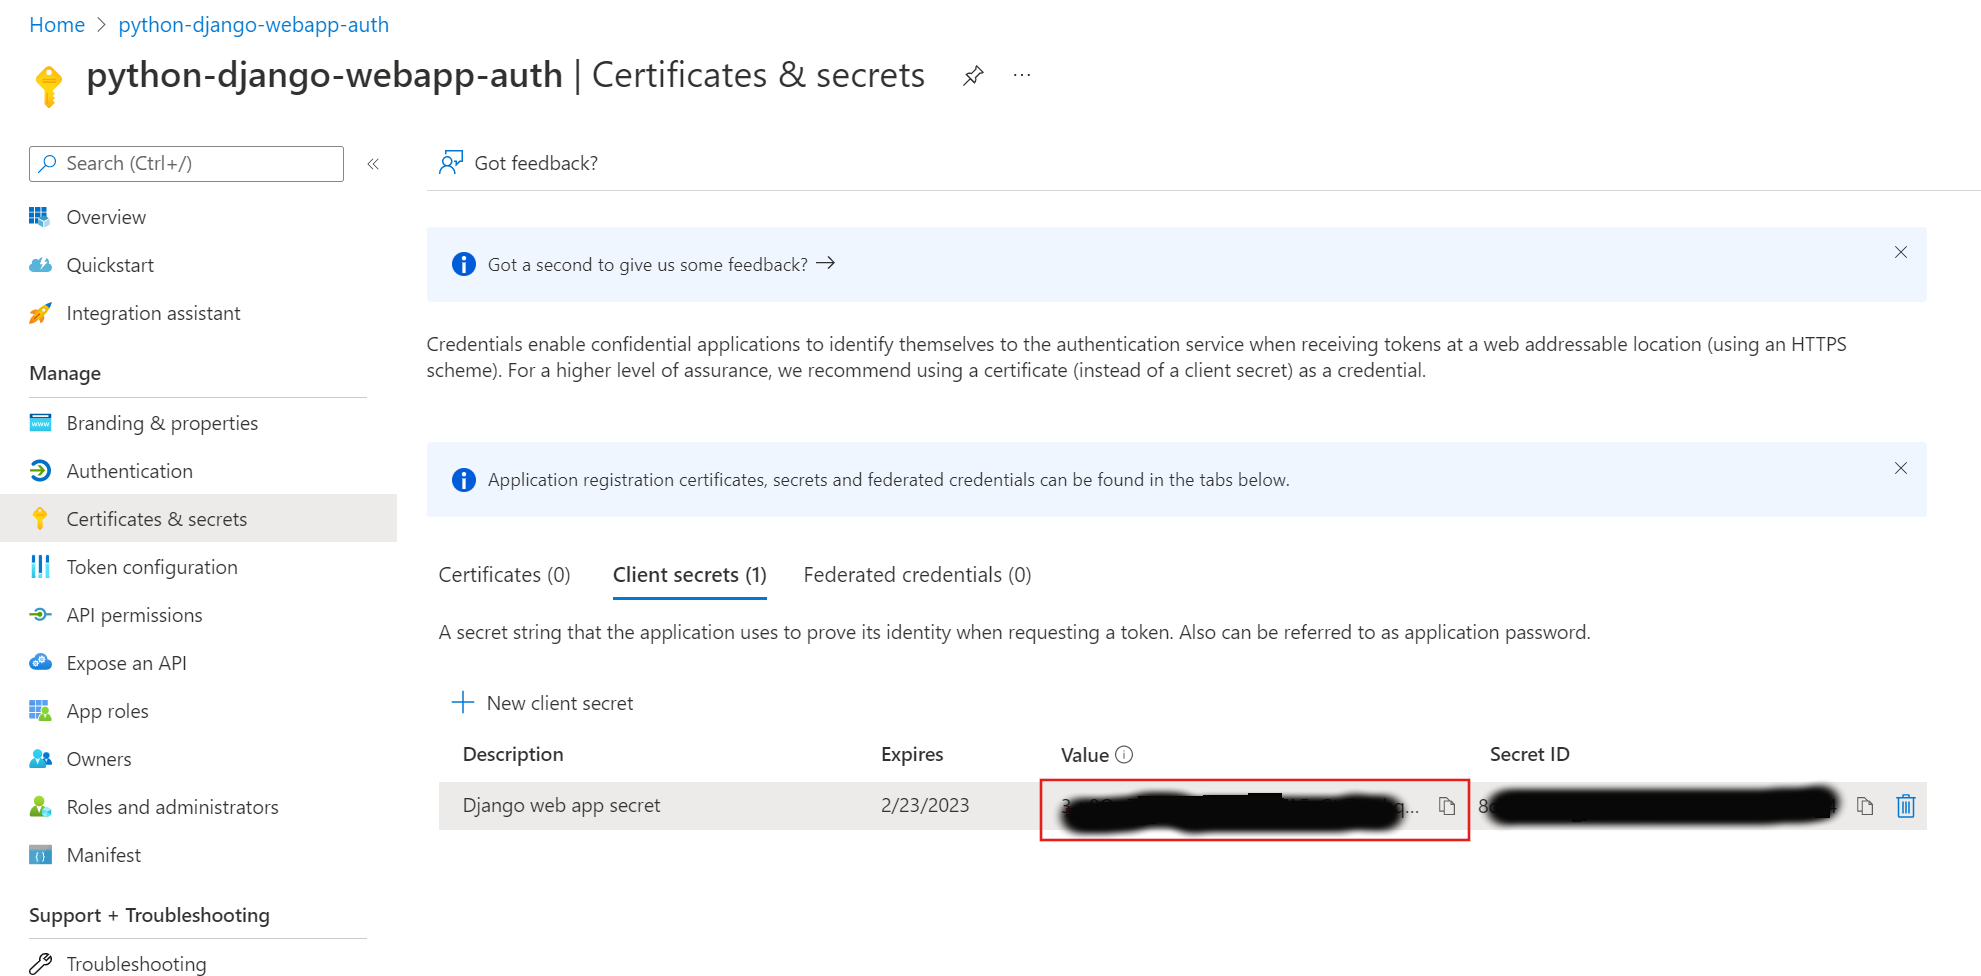 Home > python-django-webapp-auth
python-django-webapp-auth | Certificates & secrets
Search (Ctrl+/)
Overview
Quickstart
Integration assistant
Manage
Branding & properties
Authentication
Certificates & secrets
Token configuration
API permissions
Expose an API
App roles
Owners
Roles and administrators
Manifest
Support + Troubleshooting
Troubleshooting
Got feedback?
Got a second to give us some feedback? →
Credentials enable confidential applications to identify themselves to the authentication service when receiving tokens at a web addressable location (using an HTTPS
scheme). For a higher level of assurance, we recommend using a certificate (instead of a client secret) as a credential.
Application registration certificates, secrets and federated credentials can be found in the tabs below.
Certificates (0) Client secrets (1) Federated credentials (0)
A secret string that the application uses to prove its identity when requesting a token. Also can be referred to as application password.
New client secret
Description Expires Value Secret ID
Django web app secret 2/23/2023